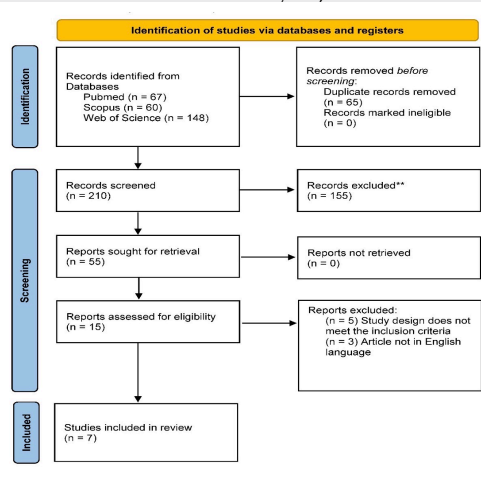 Identification of studies via databases and registers
Identification
Records identified from
Databases
Pubmed (n = 67)
Scopus (n = 60)
Web of Science (n = 148)
Records removed before
screening:
Duplicate records removed
(n = 65)
Records marked ineligible
(n = 0)
Screening
Records screened
(n = 210)
Records excluded**
(n = 155)
Reports sought for retrieval
(n = 55)
Reports not retrieved
(n = 0)
Reports assessed for eligibility
(n = 15)
Reports excluded:
(n = 5) Study design does not
meet the inclusion criteria
(n = 3) Article not in English
language
Included
Studies included in review
(n = 7)